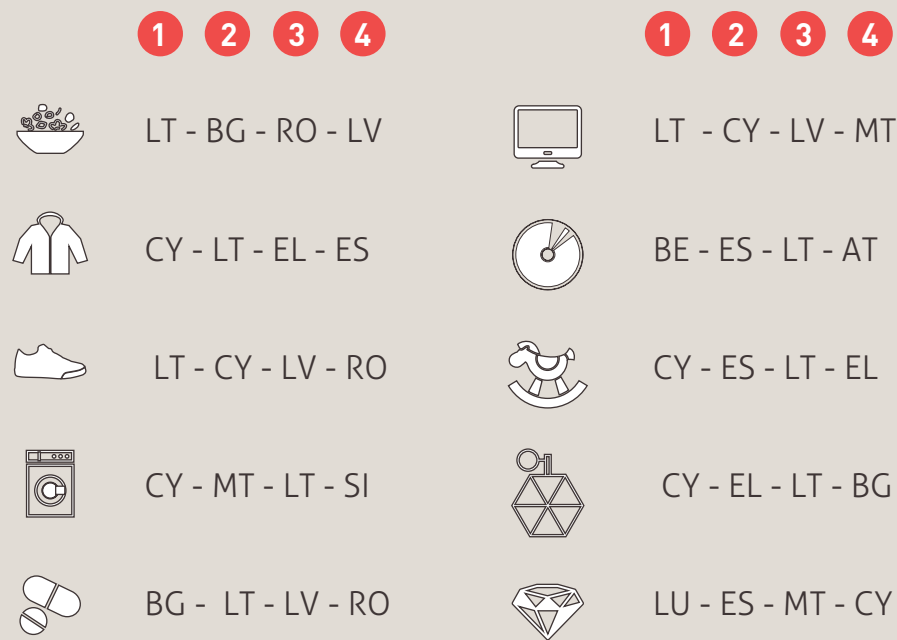 1 2 3 4
LT - BG - RO - LV
CY - LT - EL - ES
LT - CY - LV - RO
CY - MT - LT - SI
BG - LT - LV - RO
1 2 3 4
LT - CY - LV - MT
BE - ES - LT - AT
CY - ES - LT - EL
CY - EL - LT - BG
LU - ES - MT - CY